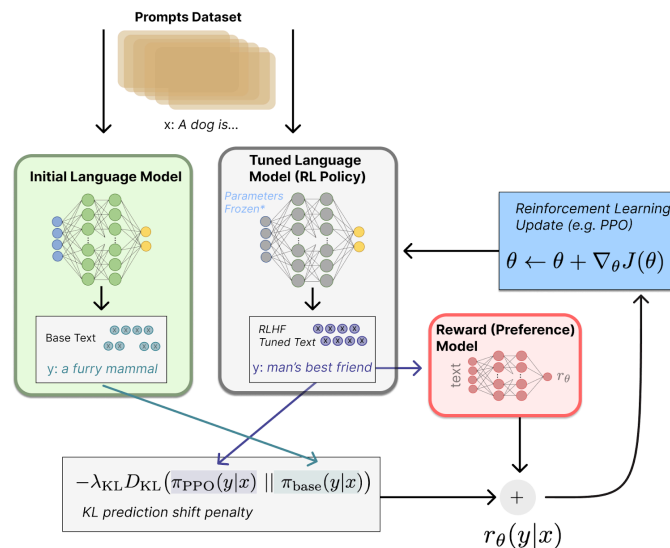 Prompts Dataset
x: A dog is...
Initial Language Model
Tuned Language
Model (RL Policy)
Parameters
Frozen*
Reinforcement Learning
Update (e.g. PPO)
θ ← θ + ∇θJ(θ)
Base Text
x x x x
x x x x
y: a furry mammal
RLHF
Tuned Text
x x x x
x x x x
y: man's best friend
Reward (Preference)
Model
text
rθ
−λKL DKL(πPPO(y|x) || πbase(y|x))
KL prediction shift penalty
+
rθ(y|x)